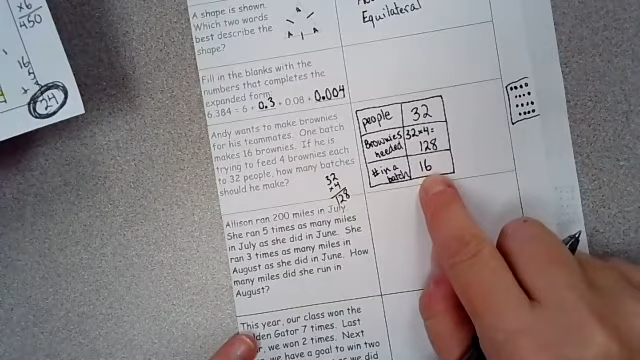 x6
430
16
24
A shape is shown.
Which two words
best describe the
shape?
Equilateral
Fill in the blanks with
the numbers that completes the
expanded form:
6.384 = 6 + 0.3 + 0.08 + 0.004
Andy wants to make brownies
for his teammates. One batch
makes 16 brownies. If he is
trying to feed 4 brownies each
to 32 people, how many batches
should he make?
32
x4
128
people 32
Brownies needed 32x4=
128
# in a batch 16
Allison ran 200 miles in July.
She ran 5 times as many miles
in July as she did in June. She
ran 3 times as many miles in
August as she did in June. How
many miles did she run in
August?
This year, our class won the
Golden Gator 7 times. Last
we won 2 times. Next
we have a goal to win two
as we did